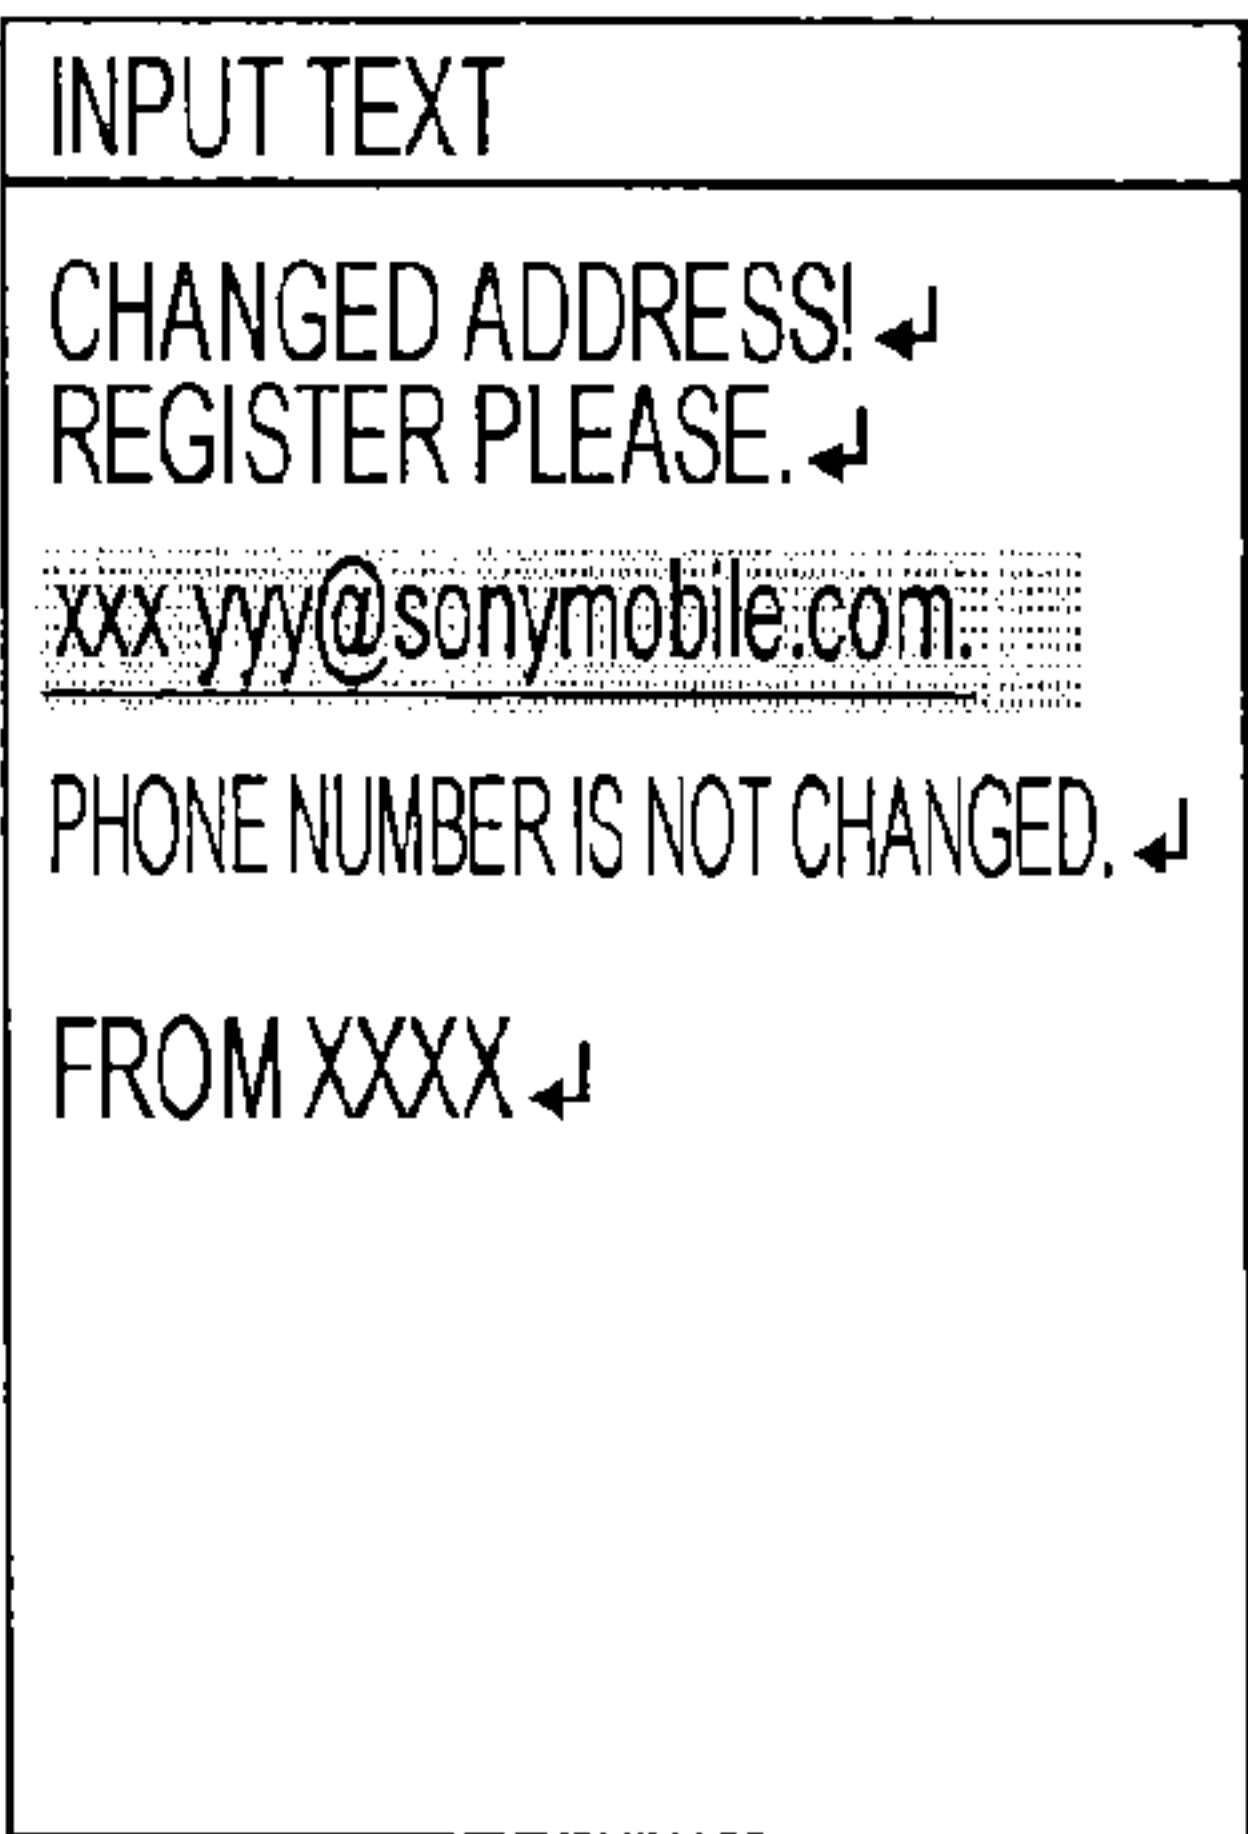 INPUT TEXT
CHANGED ADDRESS!↲
REGISTER PLEASE.↲
xxx yyy@sonymobile.com.
PHONE NUMBER IS NOT CHANGED.↲
FROM XXXX↲